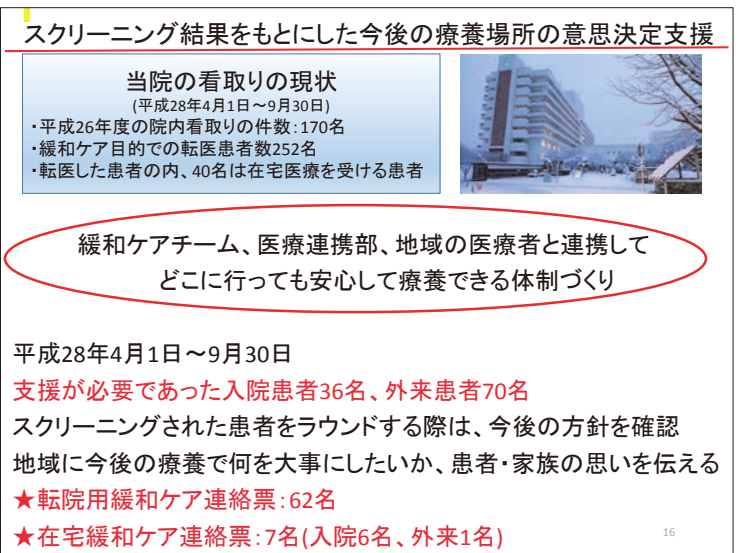 スクリーニング結果をもとにした今後の療養場所の意思決定支援
当院の看取りの現状
(平成28年4月1日～9月30日)
・平成26年度の院内看取りの件数：170名
・緩和ケア目的での転医患者数252名
・転医した患者の内、40名は在宅医療を受ける患者
緩和ケアチーム、医療連携部、地域の医療者と連携して
どこに行っても安心して療養できる体制づくり
平成28年4月1日～9月30日
支援が必要であった入院患者36名、外来患者70名
スクリーニングされた患者をラウンドする際は、今後の方針を確認
地域に今後の療養で何を大事にしたいか、患者・家族の思いを伝える
★転院用緩和ケア連絡票：62名
★在宅緩和ケア連絡票：7名(入院6名、外来1名)
16